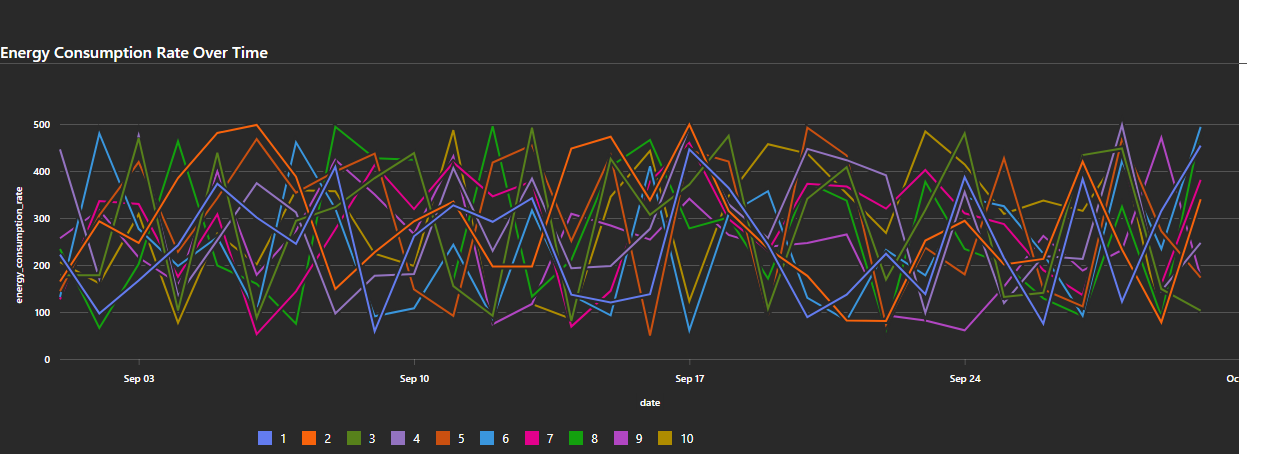 Energy Consumption Rate Over Time
energy_consumption_rate
500
400
300
200
100
0
Sep 03 Sep 10 Sep 17 Sep 24 Oc
date
1 2 3 4 5 6 7 8 9 10